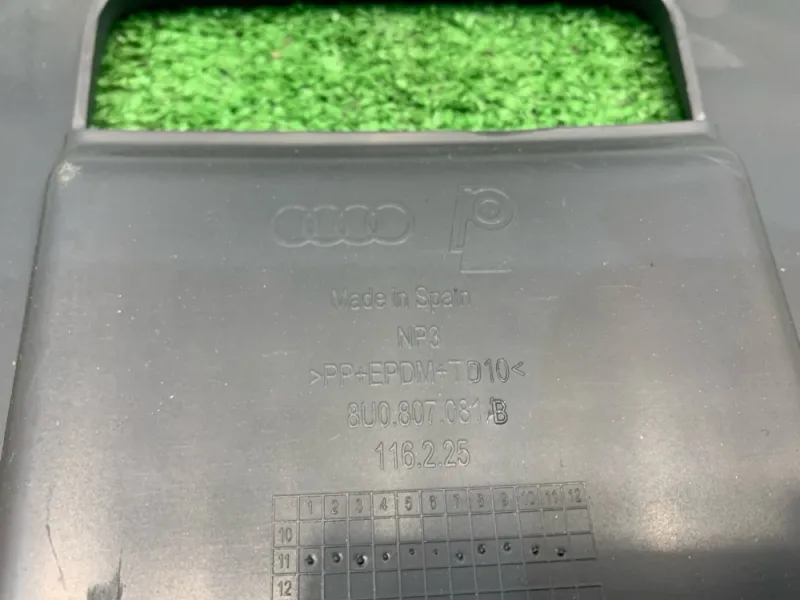 Made in Spain
NP3
>PP+EPDM+TD10<
8U0.807.081 B
116.2.25
1 2 3 4 5 6 7 8 9 10 11 12
10
11
12